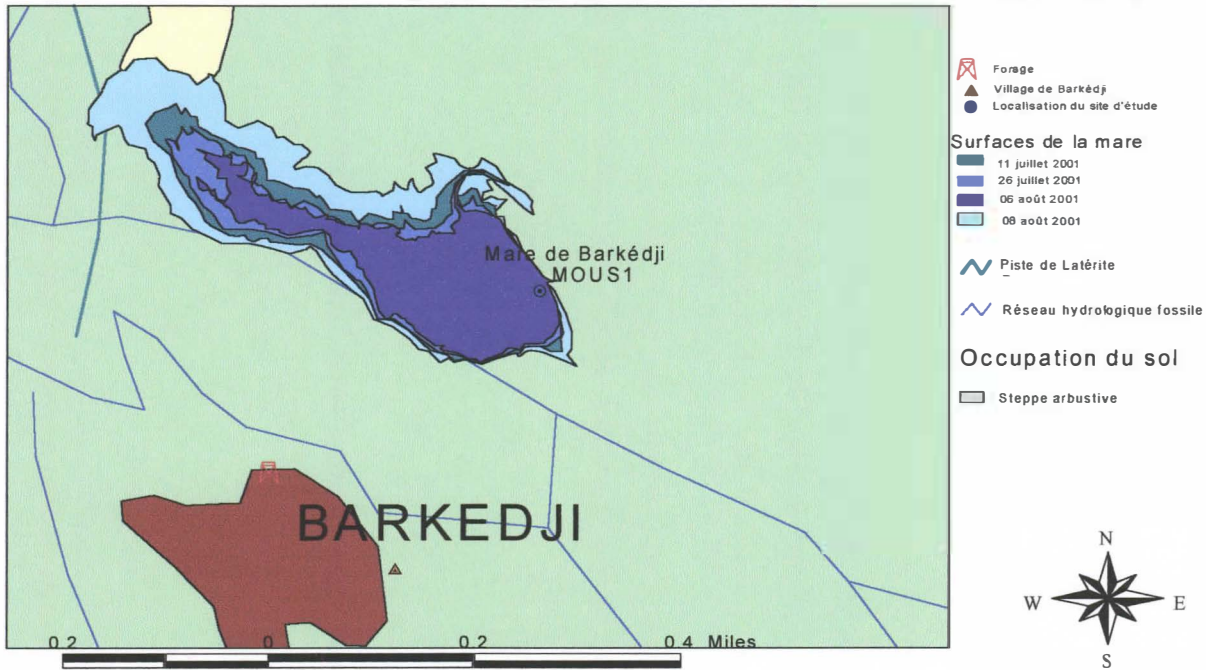 Forage
Village de Barkédji
Localisation du site d'étude
Surfaces de la mare
11 juillet 2001
26 juillet 2001
06 août 2001
08 août 2001
Piste de Latérite
Réseau hydrologique fossile
Occupation du sol
Steppe arbustive
Mare de Barkédji
MOUS1
BARKEDJI
0.2 0 0.2 0.4 Miles
N
W E
S